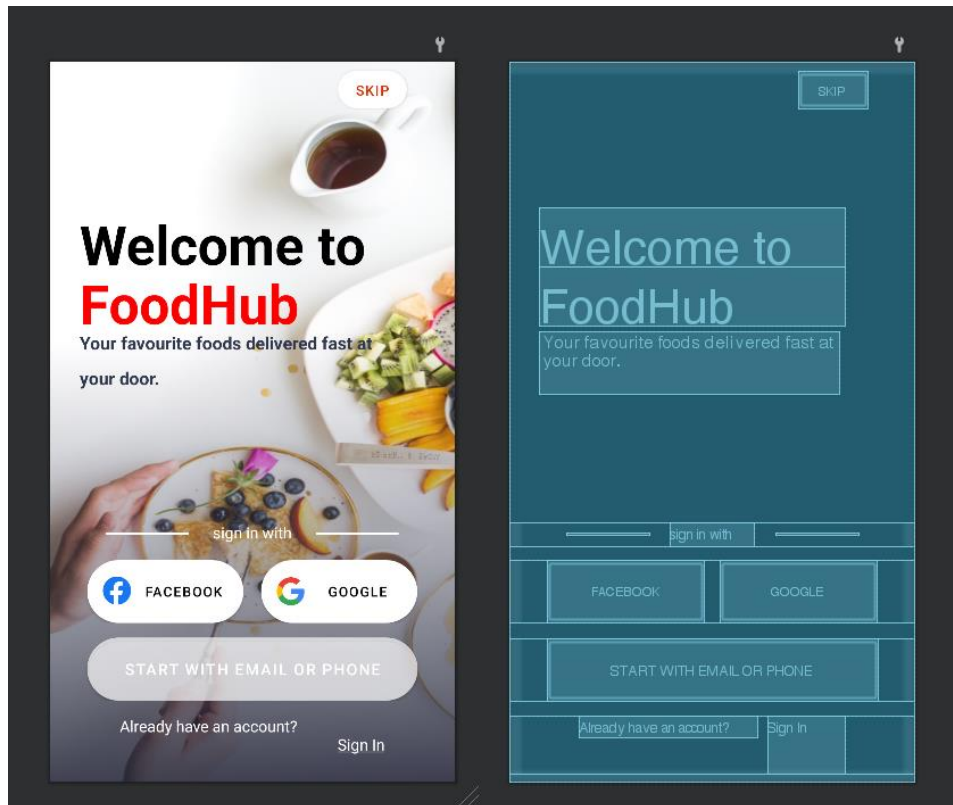 SKIP
Welcome to
FoodHub
Your favourite foods delivered fast at
your door.
sign in with
FACEBOOK
GOOGLE
START WITH EMAIL OR PHONE
Already have an account?
Sign In
SKIP
Welcome to
FoodHub
Your favourite foods delivered fast at
your door.
sign in with
FACEBOOK
GOOGLE
START WITH EMAIL OR PHONE
Already have an account?
Sign In